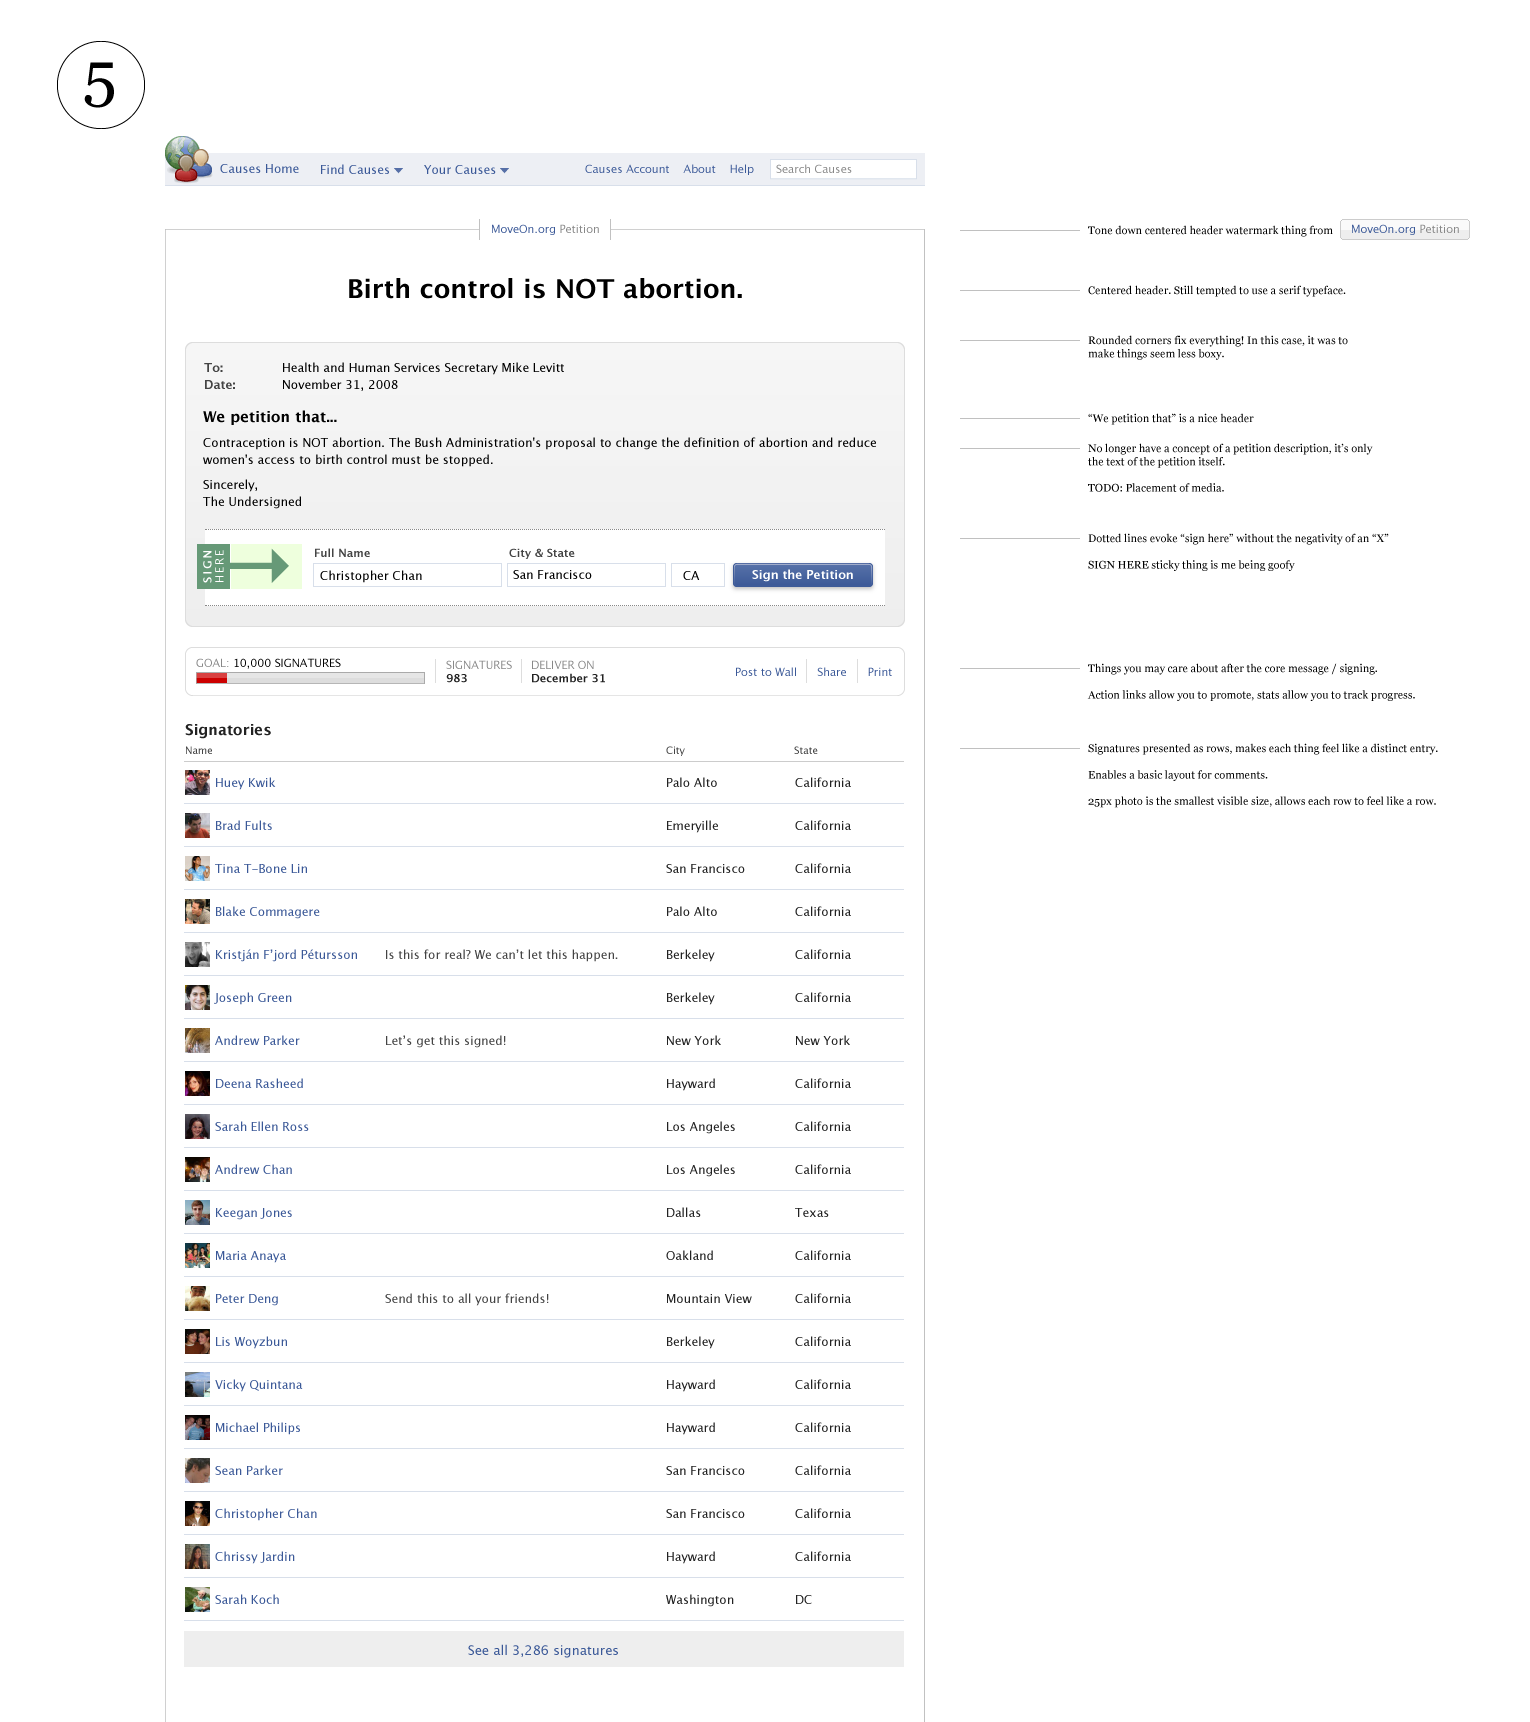 5
Causes Home Find Causes Your Causes Causes Account About Help Search Causes
MoveOn.org Petition
Birth control is NOT abortion.
To: Health and Human Services Secretary Mike Levitt
Date: November 31, 2008
We petition that...
Contraception is NOT abortion. The Bush Administration's proposal to change the definition of abortion and reduce
women's access to birth control must be stopped.
Sincerely,
The Undersigned
SIGN
HERE
Full Name City & State
Christopher Chan San Francisco CA Sign the Petition
GOAL: 10,000 SIGNATURES
SIGNATURES
983
DELIVER ON
December 31
Post to Wall Share Print
Signatories
Name City State
Huey Kwik Palo Alto California
Brad Fults Emeryille California
Tina T-Bone Lin San Francisco California
Blake Commagere Palo Alto California
Kristján F'jord Pétursson Is this for real? We can't let this happen. Berkeley California
Joseph Green Berkeley California
Andrew Parker Let's get this signed! New York New York
Deena Rasheed Hayward California
Sarah Ellen Ross Los Angeles California
Andrew Chan Los Angeles California
Keegan Jones Dallas Texas
Maria Anaya Oakland California
Peter Deng Send this to all your friends! Mountain View California
Lis Woyzbun Berkeley California
Vicky Quintana Hayward California
Michael Philips Hayward California
Sean Parker San Francisco California
Christopher Chan San Francisco California
Chrissy Jardin Hayward California
Sarah Koch Washington DC
See all 3,286 signatures
Tone down centered header watermark thing from MoveOn.org Petition
Centered header. Still tempted to use a serif typeface.
Rounded corners fix everything! In this case, it was to
make things seem less boxy.
“We petition that” is a nice header
No longer have a concept of a petition description, it's only
the text of the petition itself.
TODO: Placement of media.
Dotted lines evoke “sign here” without the negativity of an “X”
SIGN HERE sticky thing is me being goofy
Things you may care about after the core message / signing.
Action links allow you to promote, stats allow you to track progress.
Signatures presented as rows, makes each thing feel like a distinct entry.
Enables a basic layout for comments.
25px photo is the smallest visible size, allows each row to feel like a row.